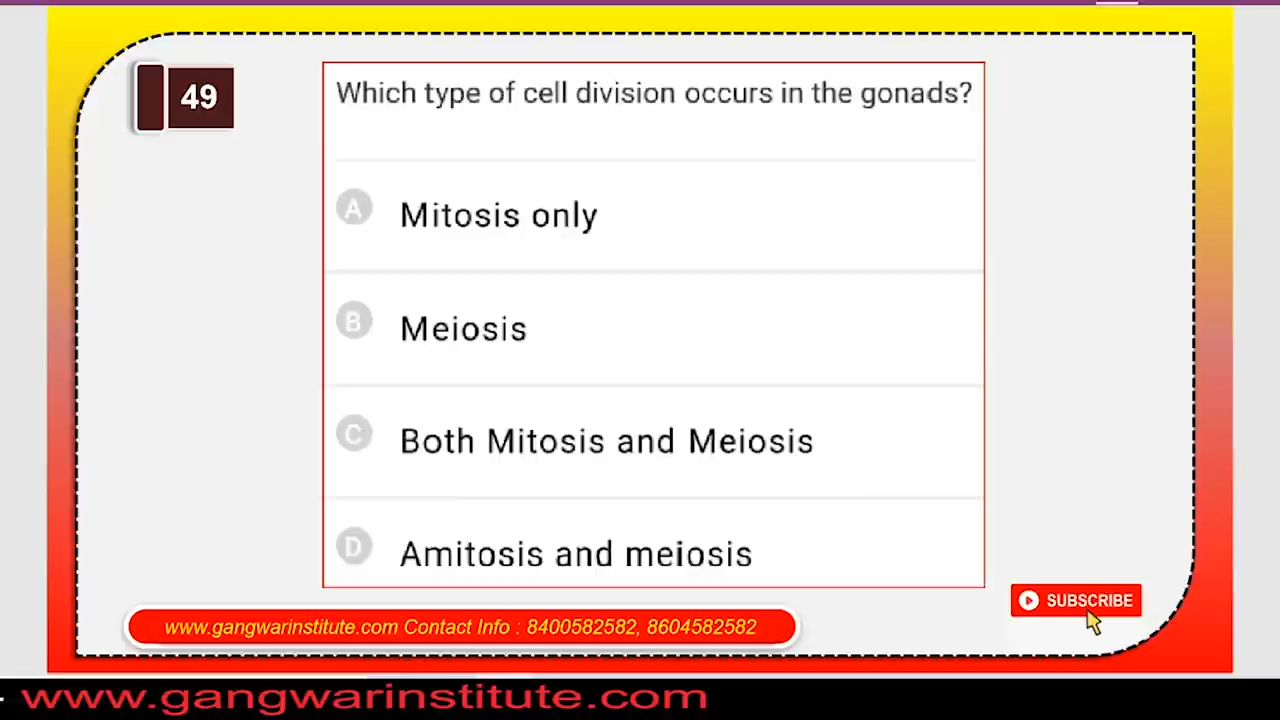 49
Which type of cell division occurs in the gonads?
A Mitosis only
B Meiosis
C Both Mitosis and Meiosis
D Amitosis and meiosis
SUBSCRIBE
www.gangwarinstitute.com Contact Info : 8400582582, 8604582582
- www.gangwarinstitute.com